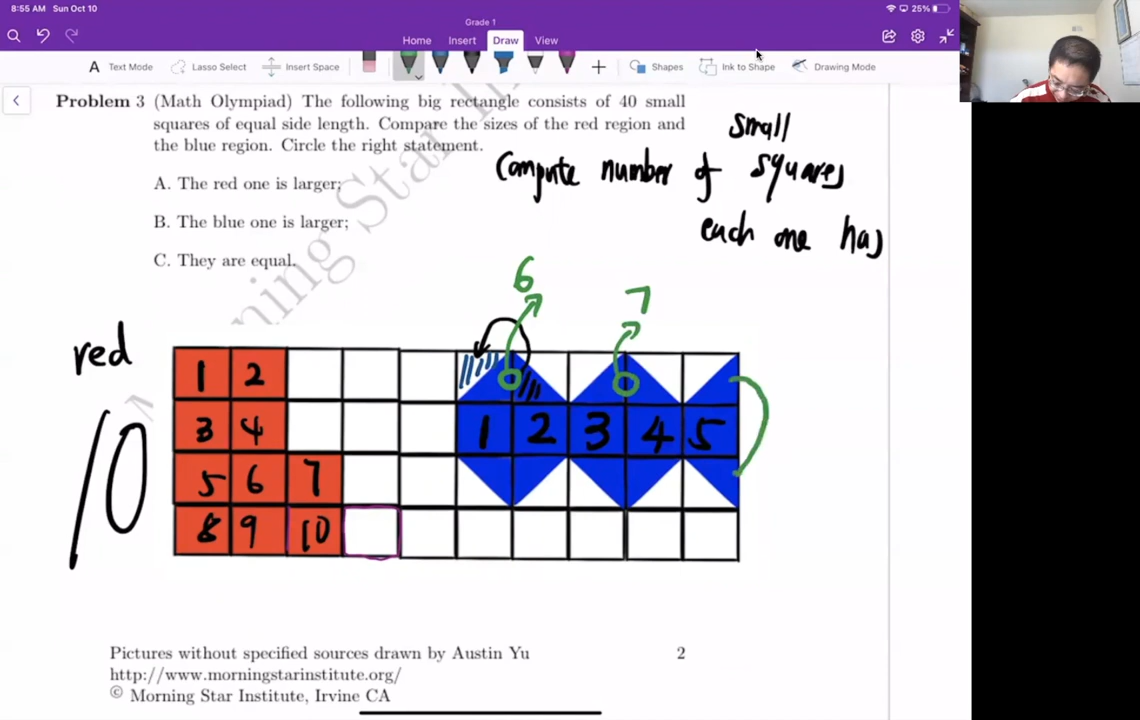 8:55 AM Sun Oct 10
25%
Grade 1
Home Insert Draw View
Text Mode Lasso Select Insert Space Shapes Ink to Shape Drawing Mode
Problem 3 (Math Olympiad) The following big rectangle consists of 40 small
squares of equal side length. Compare the sizes of the red region and
the blue region. Circle the right statement.
small
Compute number of squares
each one has
A. The red one is larger;
B. The blue one is larger;
C. They are equal.
6
7
red
10
1 2
3 4 1 2 3 4 5
5 6 7
8 9 10
Pictures without specified sources drawn by Austin Yu
2
http://www.morningstarinstitute.org/
© Morning Star Institute, Irvine CA